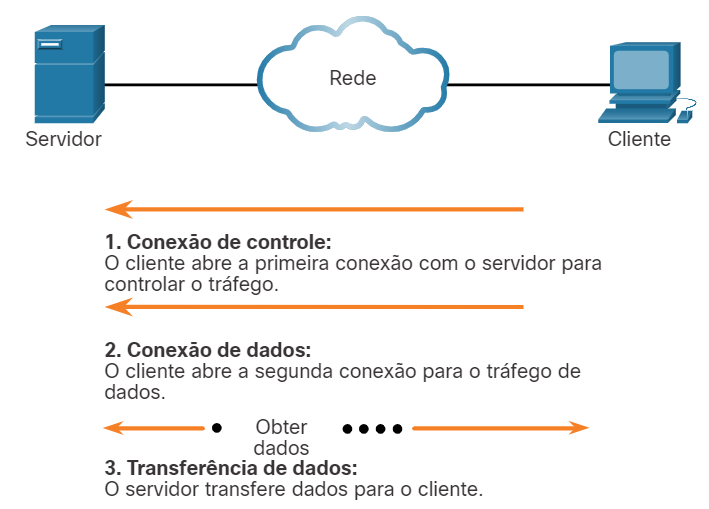 Rede
Servidor
Cliente
1. Conexão de controle:
O cliente abre a primeira conexão com o servidor para
controlar o tráfego.
2. Conexão de dados:
O cliente abre a segunda conexão para o tráfego de
dados.
Obter
dados
3. Transferência de dados:
O servidor transfere dados para o cliente.